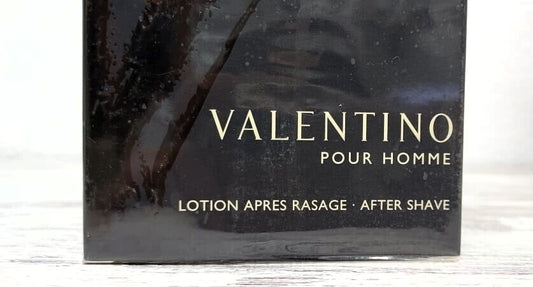 VALENTINO
POUR HOMME
LOTION APRES RASAGE · AFTER SHAVE